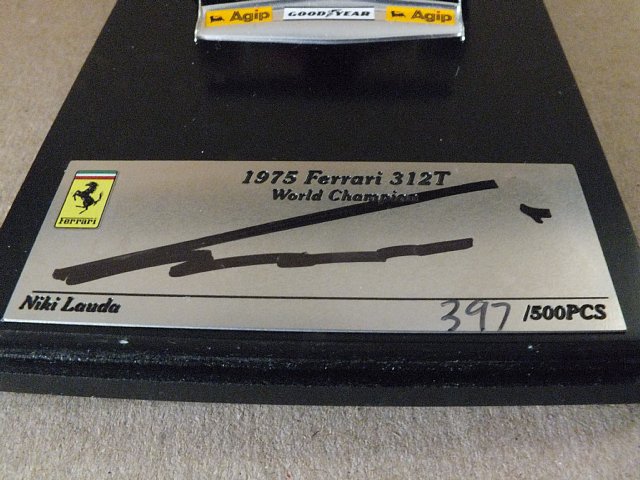 Agip GOODYEAR Agip
1975 Ferrari 312T
World Champion
Ferrari
Niki Lauda
397 /500PCS